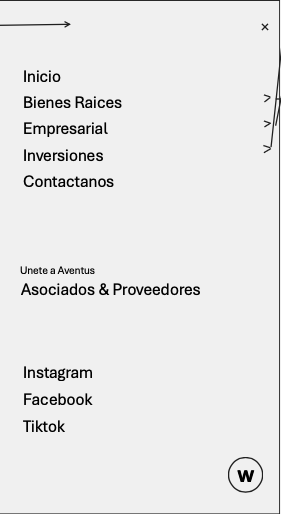 ×
Inicio
Bienes Raices >
Empresarial >
Inversiones >
Contactanos
Unete a Aventus
Asociados & Proveedores
Instagram
Facebook
Tiktok
W